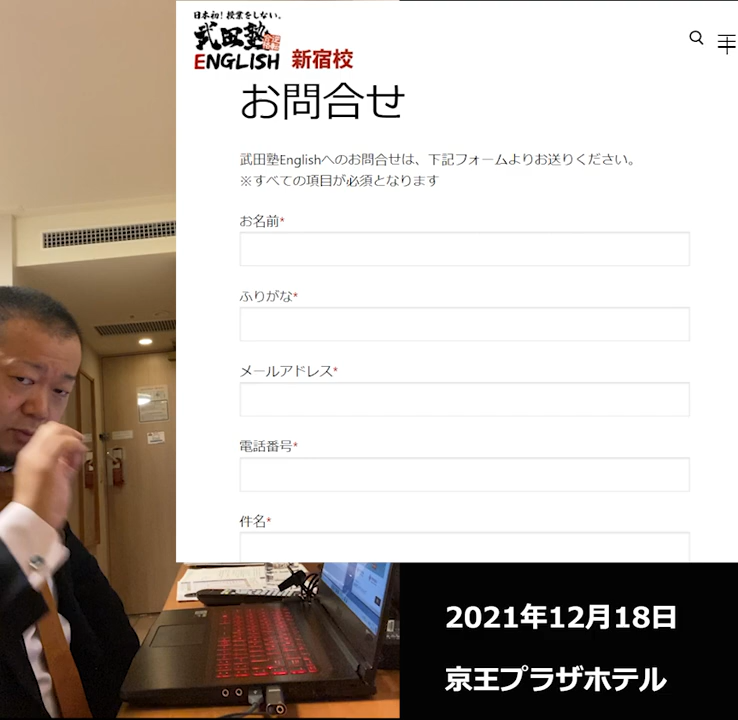 日本初！授業をしない。
武田塾
ENGLISH 新宿校
お問合せ
武田塾Englishへのお問合せは、下記フォームよりお送りください。
※すべての項目が必須となります
お名前*
ふりがな*
メールアドレス*
電話番号*
件名*
2021年12月18日
京王プラザホテル